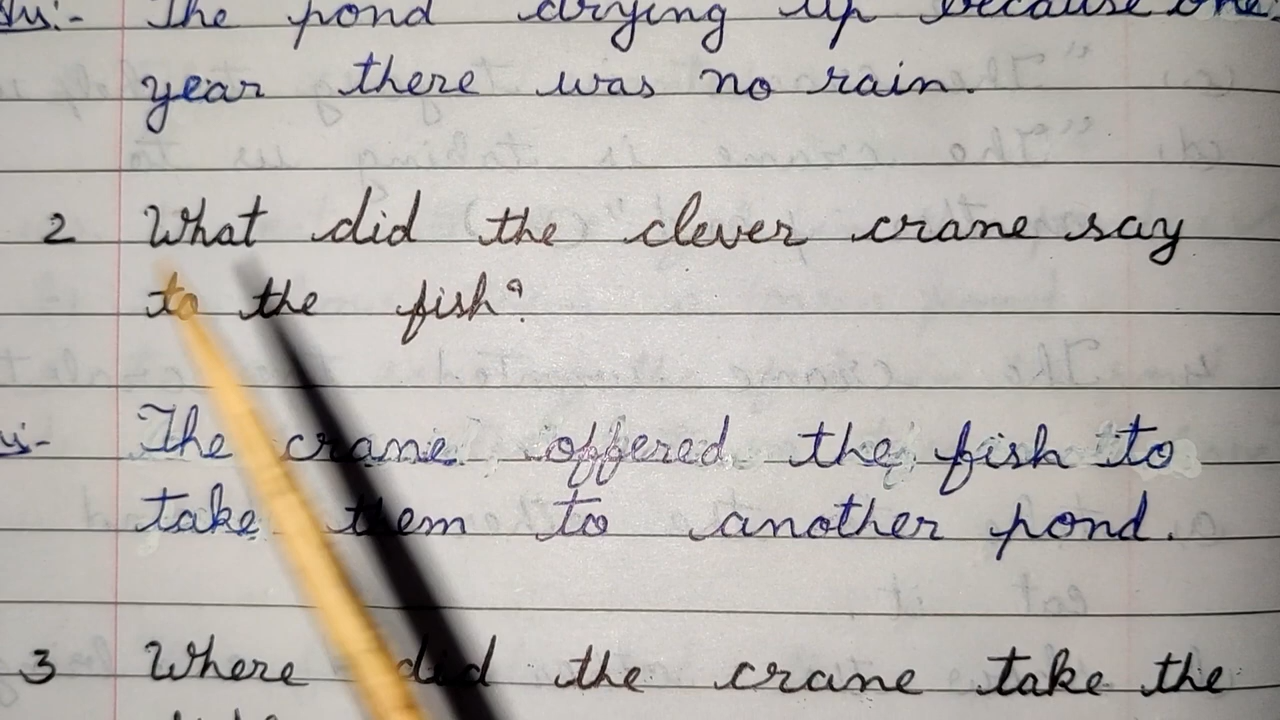 The pond drying up because one
year there was no rain.
2 What did the clever crane say
to the fish?
The crane offered the fish to
take them to another pond.
3 Where did the crane take the